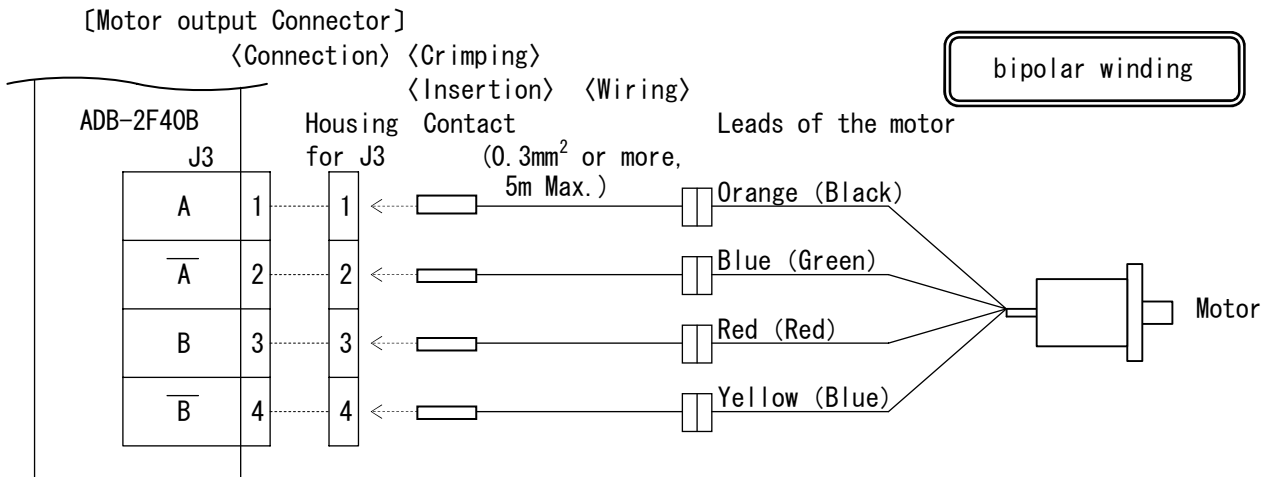 〔Motor output Connector〕
〈Connection〉〈Crimping〉
〈Insertion〉 〈Wiring〉
bipolar winding
ADB-2F40B
Housing Contact
Leads of the motor
J3
for J3
(0.3mm² or more,
5m Max.)
A 1 1 Orange (Black)
A̅ 2 2 Blue (Green)
Motor
B 3 3 Red (Red)
B̅ 4 4 Yellow (Blue)